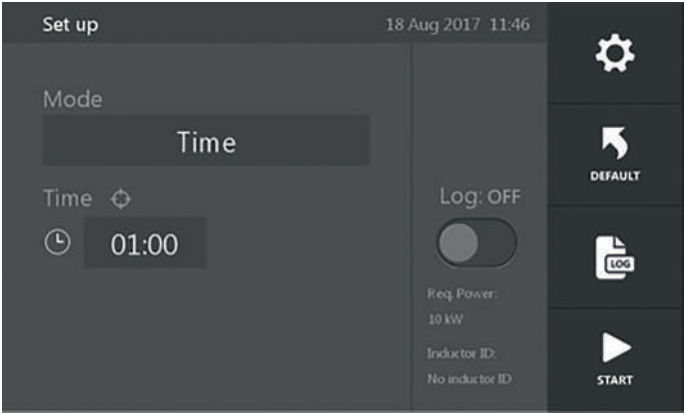 Set up
18 Aug 2017 11:46
Mode
Time
Time
01:00
Log: OFF
Req. Power:
10 kW
Inductor ID:
No inductor ID
DEFAULT
LOG
START